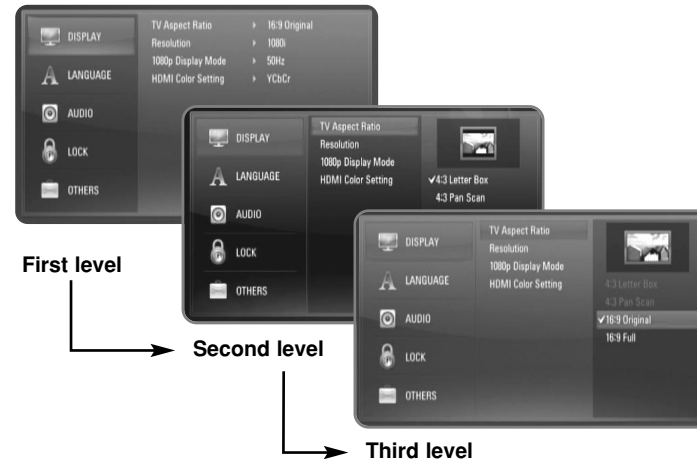 DISPLAY
LANGUAGE
AUDIO
LOCK
OTHERS
TV Aspect Ratio 16:9 Original
Resolution 1080i
1080p Display Mode 50Hz
HDMI Color Setting YCbCr
First level
DISPLAY
LANGUAGE
AUDIO
LOCK
OTHERS
TV Aspect Ratio
Resolution
1080p Display Mode
HDMI Color Setting
✓4:3 Letter Box
4:3 Pan Scan
Second level
DISPLAY
LANGUAGE
AUDIO
LOCK
OTHERS
TV Aspect Ratio
Resolution
1080p Display Mode
HDMI Color Setting
4:3 Letter Box
4:3 Pan Scan
✓16:9 Original
16:9 Full
Third level